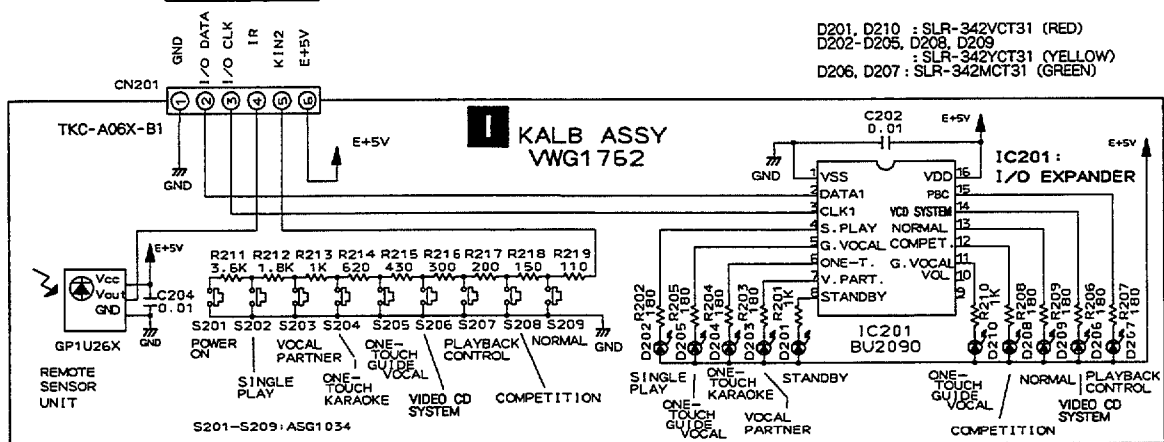 GND
I/O DATA
I/O CLK
IR
KIN2
E+5V
CN201
1 2 3 4 5 6
TKC-A06X-B1
D201, D210 : SLR-342VCT31 (RED)
D202-D205, D208, D209
: SLR-342YCT31 (YELLOW)
D206, D207 : SLR-342MCT31 (GREEN)
I
KALB ASSY
VWG1762
GND
E+5V
C202
0.01
E+5V
E+5V
GND
IC201 :
I/O EXPANDER
1 VSS
2 DATA1
3 CLK1
4 S.PLAY
5 G.VOCAL
6 ONE-T.
7 V.PART.
8 STANDBY
VDD 16
PBC 15
VCD SYSTEM 14
NORMAL 13
COMPET. 12
G.VOCAL 11
VOL 10
9
IC201
BU2090
E+5V
Vcc
Vout
GND
C204
0.01
GND
GP1U26X
REMOTE
SENSOR
UNIT
R211 R212 R213 R214 R215 R216 R217 R218 R219
3.6K 1.8K 1K 620 430 300 200 150 110
S201 S202 S203 S204 S205 S206 S207 S208 S209
GND
POWER
ON
SINGLE
PLAY
VOCAL
PARTNER
ONE-
TOUCH
KARAOKE
ONE-
TOUCH
GUIDE
VOCAL
VIDEO CD
SYSTEM
PLAYBACK
CONTROL
COMPETITION
NORMAL
S201-S209:ASG1034
R202
180
R205
180
R204
180
R203
180
R201
1K
D202
D205
D204
D203
D201
R210
1K
R208
180
R209
180
R206
180
R207
180
D210
D208
D209
D206
D207
SINGLE
PLAY
ONE-
TOUCH
GUIDE
VOCAL
ONE-
TOUCH
KARAOKE
VOCAL
PARTNER
STANDBY
ONE-
TOUCH
GUIDE
VOCAL
COMPETITION
NORMAL
VIDEO CD
SYSTEM
PLAYBACK
CONTROL